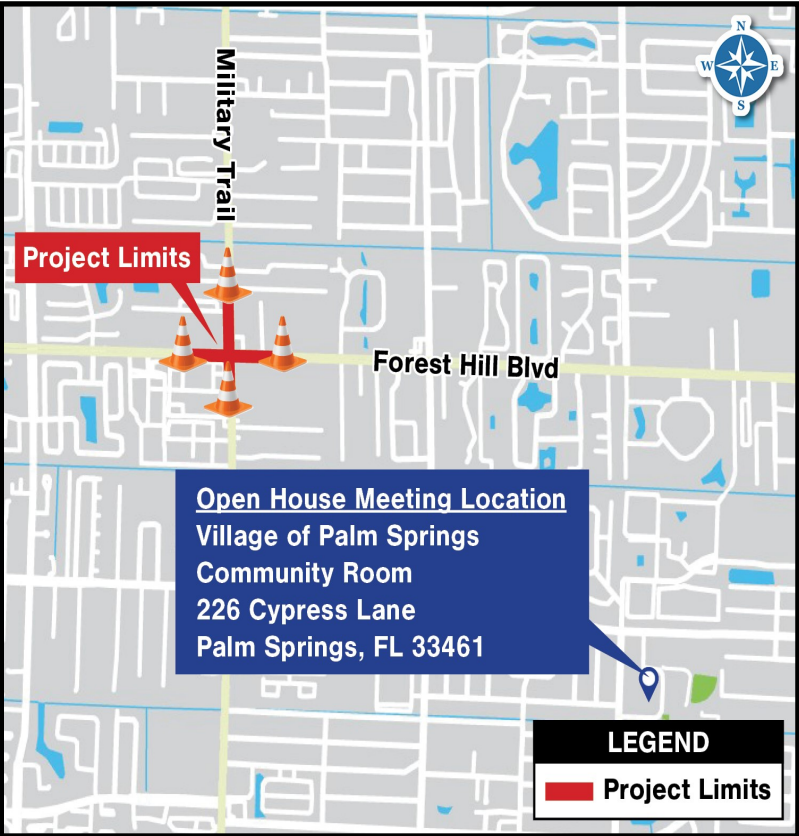 N
W E
S
Military Trail
Project Limits
Forest Hill Blvd
Open House Meeting Location
Village of Palm Springs
Community Room
226 Cypress Lane
Palm Springs, FL 33461
LEGEND
Project Limits